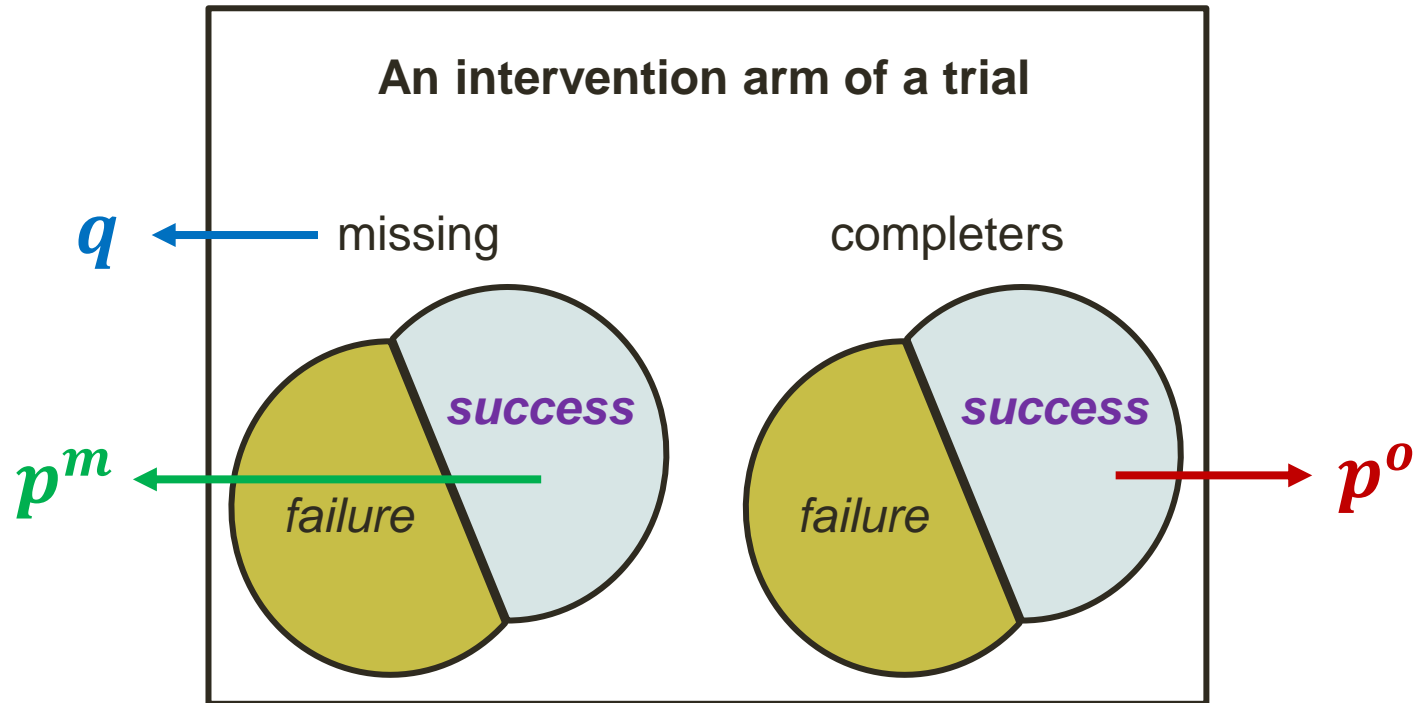 An intervention arm of a trial
q
missing
completers
success
success
p^m
p^o
failure
failure